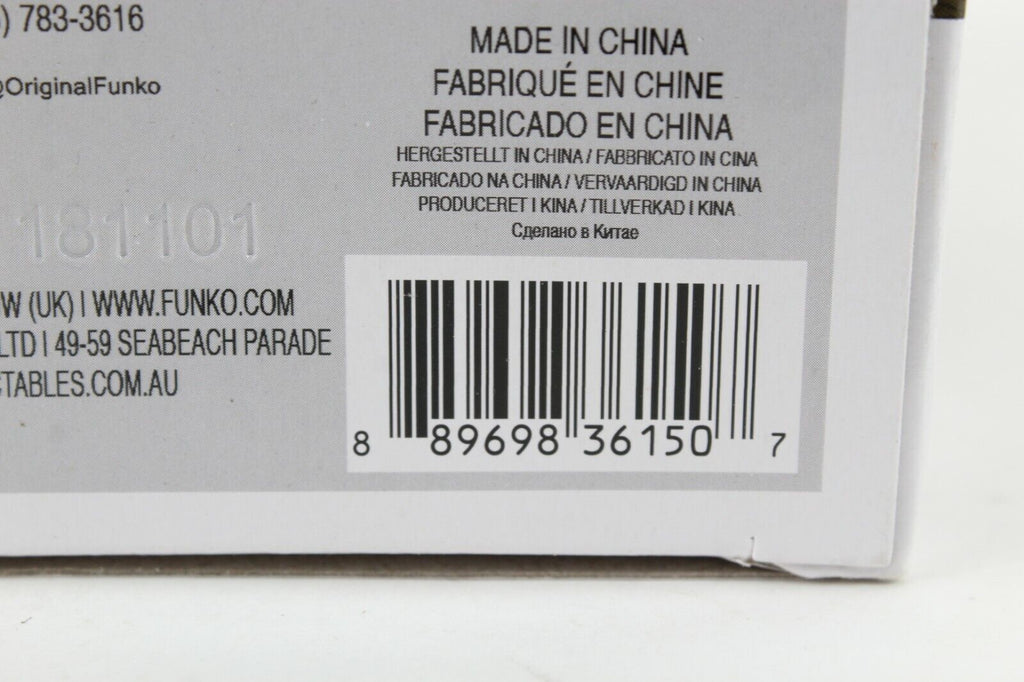 ) 783-3616
@OriginalFunko
181101
W (UK) | WWW.FUNKO.COM
LTD | 49-59 SEABEACH PARADE
CTABLES.COM.AU
MADE IN CHINA
FABRIQUÉ EN CHINE
FABRICADO EN CHINA
HERGESTELLT IN CHINA / FABBRICATO IN CINA
FABRICADO NA CHINA / VERVAARDIGD IN CHINA
PRODUCERET I KINA / TILLVERKAD I KINA
Сделано в Китае
8 89698 36150 7